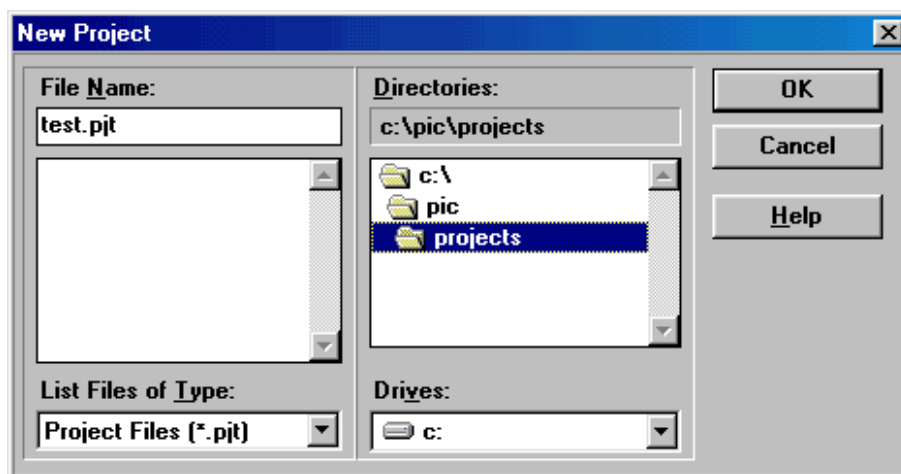 New Project
File Name:
test.pjt
List Files of Type:
Project Files (*.pjt)
Directories:
c:\pic\projects
c:\
pic
projects
Drives:
c:
OK
Cancel
Help